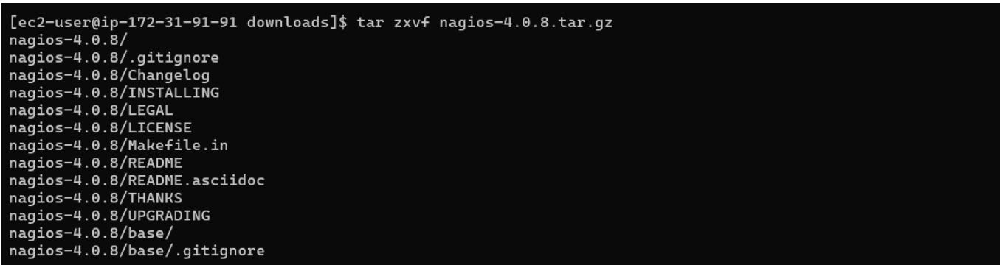 [ec2-user@ip-172-31-91-91 downloads]$ tar zxvf nagios-4.0.8.tar.gz
nagios-4.0.8/
nagios-4.0.8/.gitignore
nagios-4.0.8/Changelog
nagios-4.0.8/INSTALLING
nagios-4.0.8/LEGAL
nagios-4.0.8/LICENSE
nagios-4.0.8/Makefile.in
nagios-4.0.8/README
nagios-4.0.8/README.asciidoc
nagios-4.0.8/THANKS
nagios-4.0.8/UPGRADING
nagios-4.0.8/base/
nagios-4.0.8/base/.gitignore